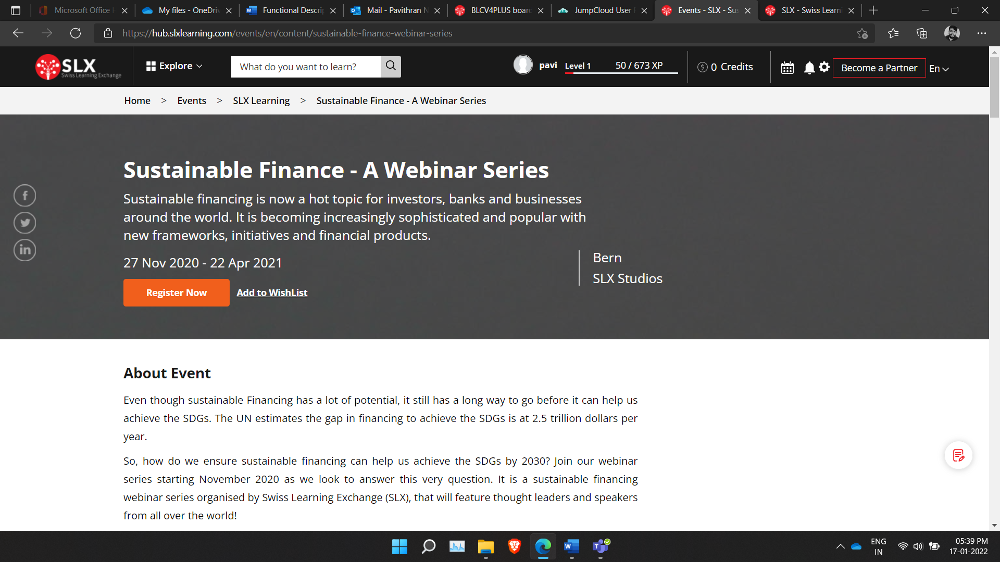 Microsoft Office
My files - OneDri
Functional Descrip
Mail - Pavithran N
BLCV4PLUS boar
JumpCloud User
Events - SLX - Sus
SLX - Swiss Learni
https://hub.slxlearning.com/events/en/content/sustainable-finance-webinar-series
SLX
Swiss Learning Exchange
Explore
What do you want to learn?
pavi
Level 1
50 / 673 XP
0 Credits
Become a Partner
En
Home > Events > SLX Learning > Sustainable Finance - A Webinar Series
Sustainable Finance - A Webinar Series
Sustainable financing is now a hot topic for investors, banks and businesses
around the world. It is becoming increasingly sophisticated and popular with
new frameworks, initiatives and financial products.
27 Nov 2020 - 22 Apr 2021
Bern
SLX Studios
Register Now
Add to WishList
About Event
Even though sustainable Financing has a lot of potential, it still has a long way to go before it can help us
achieve the SDGs. The UN estimates the gap in financing to achieve the SDGs is at 2.5 trillion dollars per
year.
So, how do we ensure sustainable financing can help us achieve the SDGs by 2030? Join our webinar
series starting November 2020 as we look to answer this very question. It is a sustainable financing
webinar series organised by Swiss Learning Exchange (SLX), that will feature thought leaders and speakers
from all over the world!
ENG
IN
05:39 PM
17-01-2022